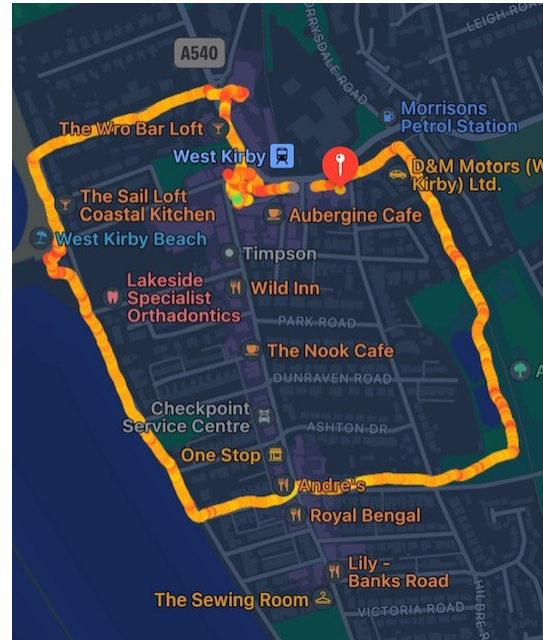 ORRYSDALE ROAD
LEIGH ROA
A540
The Wro Bar Loft
Morrisons
Petrol Station
West Kirby
D&M Motors (W
Kirby) Ltd.
The Sail Loft
Coastal Kitchen
Aubergine Cafe
West Kirby Beach
Timpson
Lakeside
Specialist
Orthadontics
Wild Inn
PARK ROAD
The Nook Cafe
A
DUNRAVEN ROAD
Checkpoint
Service Centre
ASHTON DR
One Stop
Andre's
Royal Bengal
Lily -
Banks Road
The Sewing Room
VICTORIA ROAD
HILBRE